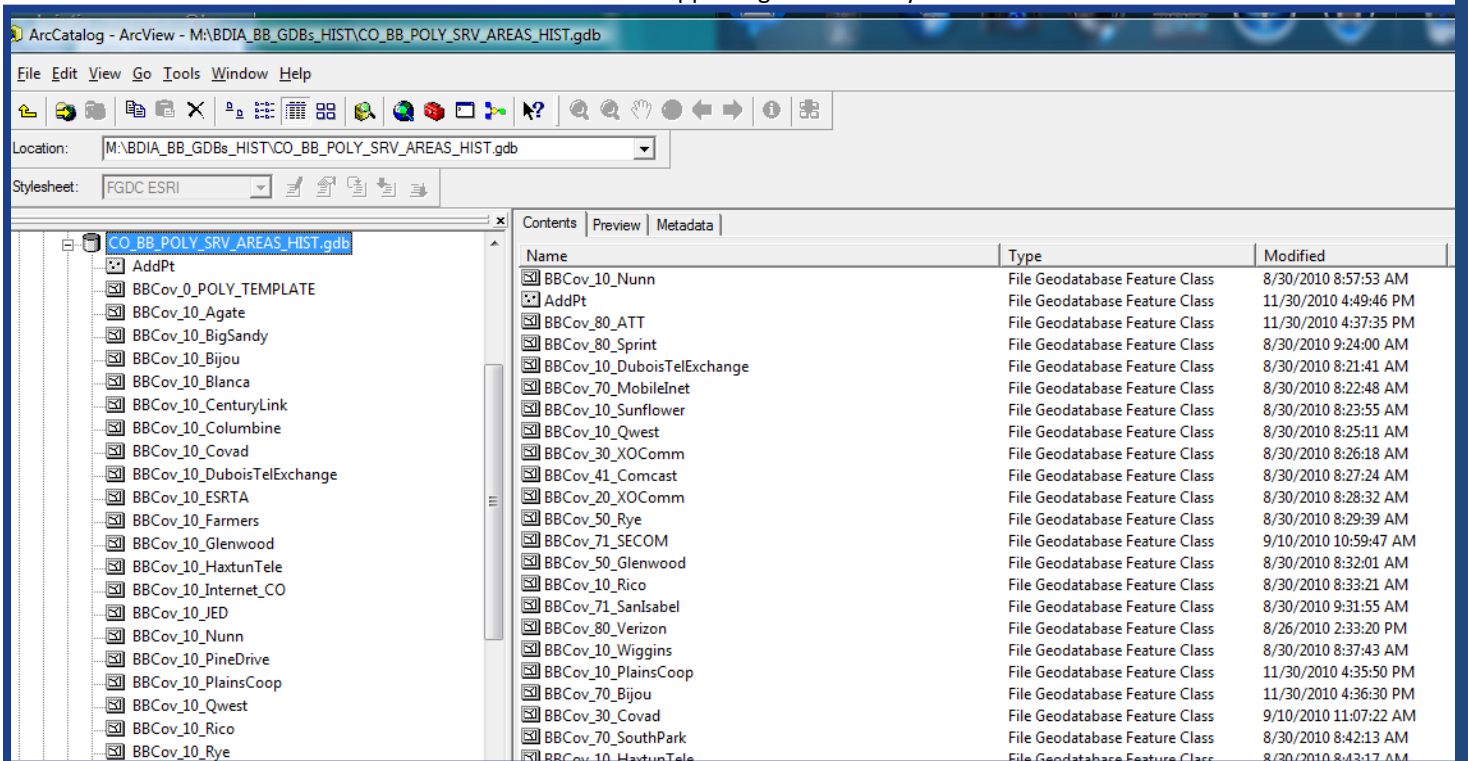 ArcCatalog - ArcView - M:\BDIA_BB_GDBs_HIST\CO_BB_POLY_SRV_AREAS_HIST.gdb
File Edit View Go Tools Window Help
Location: M:\BDIA_BB_GDBs_HIST\CO_BB_POLY_SRV_AREAS_HIST.gdb
Stylesheet: FGDC ESRI
CO_BB_POLY_SRV_AREAS_HIST.gdb
AddPt
BBCov_0_POLY_TEMPLATE
BBCov_10_Agate
BBCov_10_BigSandy
BBCov_10_Bijou
BBCov_10_Blanca
BBCov_10_CenturyLink
BBCov_10_Columbine
BBCov_10_Covad
BBCov_10_DuboisTelExchange
BBCov_10_ESRTA
BBCov_10_Farmers
BBCov_10_Glenwood
BBCov_10_HaxtunTele
BBCov_10_Internet_CO
BBCov_10_JED
BBCov_10_Nunn
BBCov_10_PineDrive
BBCov_10_PlainsCoop
BBCov_10_Qwest
BBCov_10_Rico
BBCov_10_Rye
Contents Preview Metadata
Name Type Modified
BBCov_10_Nunn File Geodatabase Feature Class 8/30/2010 8:57:53 AM
AddPt File Geodatabase Feature Class 11/30/2010 4:49:46 PM
BBCov_80_ATT File Geodatabase Feature Class 11/30/2010 4:37:35 PM
BBCov_80_Sprint File Geodatabase Feature Class 8/30/2010 9:24:00 AM
BBCov_10_DuboisTelExchange File Geodatabase Feature Class 8/30/2010 8:21:41 AM
BBCov_70_MobileInet File Geodatabase Feature Class 8/30/2010 8:22:48 AM
BBCov_10_Sunflower File Geodatabase Feature Class 8/30/2010 8:23:55 AM
BBCov_10_Qwest File Geodatabase Feature Class 8/30/2010 8:25:11 AM
BBCov_30_XOComm File Geodatabase Feature Class 8/30/2010 8:26:18 AM
BBCov_41_Comcast File Geodatabase Feature Class 8/30/2010 8:27:24 AM
BBCov_20_XOComm File Geodatabase Feature Class 8/30/2010 8:28:32 AM
BBCov_50_Rye File Geodatabase Feature Class 8/30/2010 8:29:39 AM
BBCov_71_SECOM File Geodatabase Feature Class 9/10/2010 10:59:47 AM
BBCov_50_Glenwood File Geodatabase Feature Class 8/30/2010 8:32:01 AM
BBCov_10_Rico File Geodatabase Feature Class 8/30/2010 8:33:21 AM
BBCov_71_SanIsabel File Geodatabase Feature Class 8/30/2010 9:31:55 AM
BBCov_80_Verizon File Geodatabase Feature Class 8/26/2010 2:33:20 PM
BBCov_10_Wiggins File Geodatabase Feature Class 8/30/2010 8:37:43 AM
BBCov_10_PlainsCoop File Geodatabase Feature Class 11/30/2010 4:35:50 PM
BBCov_70_Bijou File Geodatabase Feature Class 11/30/2010 4:36:30 PM
BBCov_30_Covad File Geodatabase Feature Class 9/10/2010 11:07:22 AM
BBCov_70_SouthPark File Geodatabase Feature Class 8/30/2010 8:42:13 AM
BBCov_10_HaxtunTele File Geodatabase Feature Class 8/30/2010 8:43:17 AM